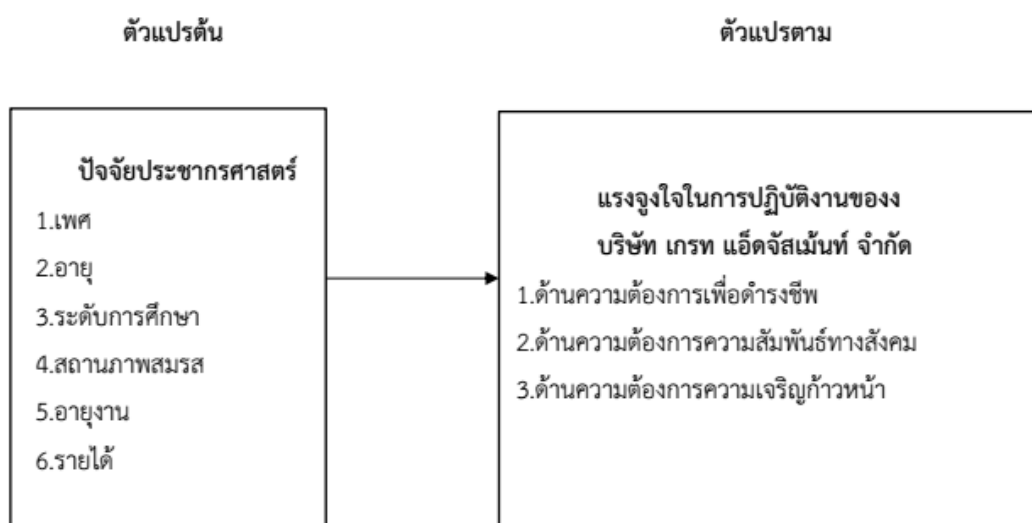 ตัวแปรต้น
ตัวแปรตาม
ปัจจัยประชากรศาสตร์
1.เพศ
2.อายุ
3.ระดับการศึกษา
4.สถานภาพสมรส
5.อายุงาน
6.รายได้
แรงจูงใจในการปฏิบัติงานของง
บริษัท เกรท แอ็ดจัสเม้นท์ จำกัด
1.ด้านความต้องการเพื่อดำรงชีพ
2.ด้านความต้องการความสัมพันธ์ทางสังคม
3.ด้านความต้องการความเจริญก้าวหน้า